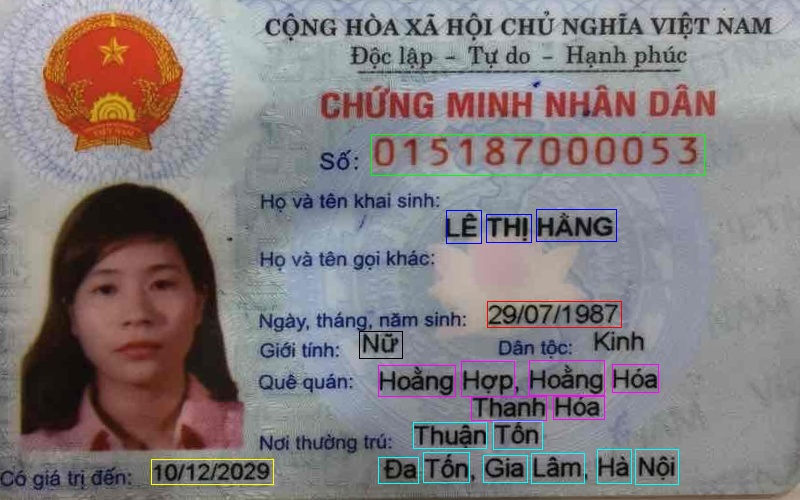 CỘNG HÒA XÃ HỘI CHỦ NGHĨA VIỆT NAM
Độc lập - Tự do - Hạnh phúc
CHỨNG MINH NHÂN DÂN
Số: 015187000053
Họ và tên khai sinh:
LÊ THỊ HẰNG
Họ và tên gọi khác:
Ngày, tháng, năm sinh: 29/07/1987
Giới tính: Nữ Dân tộc: Kinh
Quê quán: Hoằng Hợp, Hoằng Hóa
Thanh Hóa
Nơi thường trú: Thuận Tốn
Đa Tốn, Gia Lâm, Hà Nội
Có giá trị đến: 10/12/2029